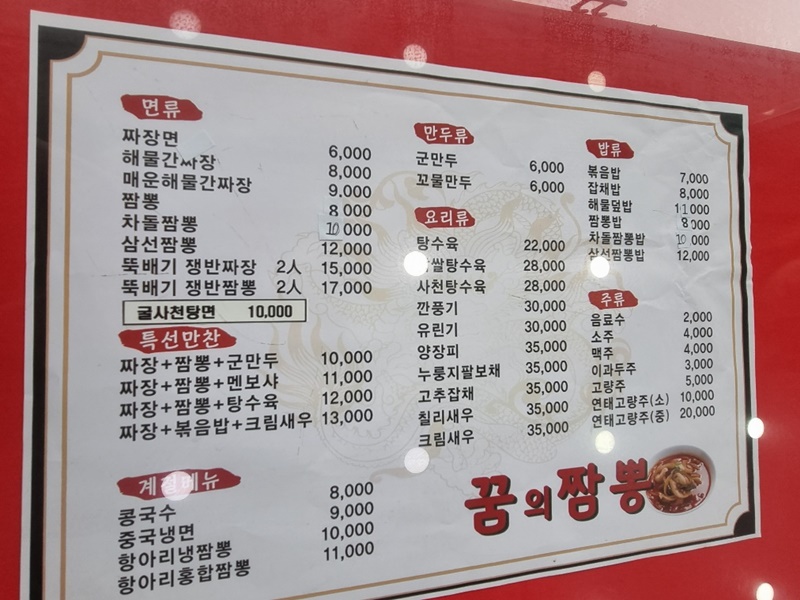 면류
짜장면 6,000
해물간짜장 8,000
매운해물간짜장 9,000
짬뽕 8,000
차돌짬뽕 10,000
삼선짬뽕 12,000
뚝배기 쟁반짜장 2人 15,000
뚝배기 쟁반짬뽕 2人 17,000
굴사천탕면 10,000
특선만찬
짜장+짬뽕+군만두 10,000
짜장+짬뽕+멘보샤 11,000
짜장+짬뽕+탕수육 12,000
짜장+볶음밥+크림새우 13,000
계절메뉴
콩국수 8,000
중국냉면 9,000
항아리냉짬뽕 10,000
항아리홍합짬뽕 11,000
만두류
군만두 6,000
꼬물만두 6,000
요리류
탕수육 22,000
찹쌀탕수육 28,000
사천탕수육 28,000
깐풍기 30,000
유린기 30,000
양장피 35,000
누룽지팔보채 35,000
고추잡채 35,000
칠리새우 35,000
크림새우 35,000
밥류
볶음밥 7,000
잡채밥 8,000
해물덮밥 11000
짬뽕밥 8,000
차돌짬뽕밥 10,000
삼선짬뽕밥 12,000
주류
음료수 2,000
소주 4,000
맥주 4,000
이과두주 3,000
고량주 5,000
연태고량주(소) 10,000
연태고량주(중) 20,000
꿈의짬뽕